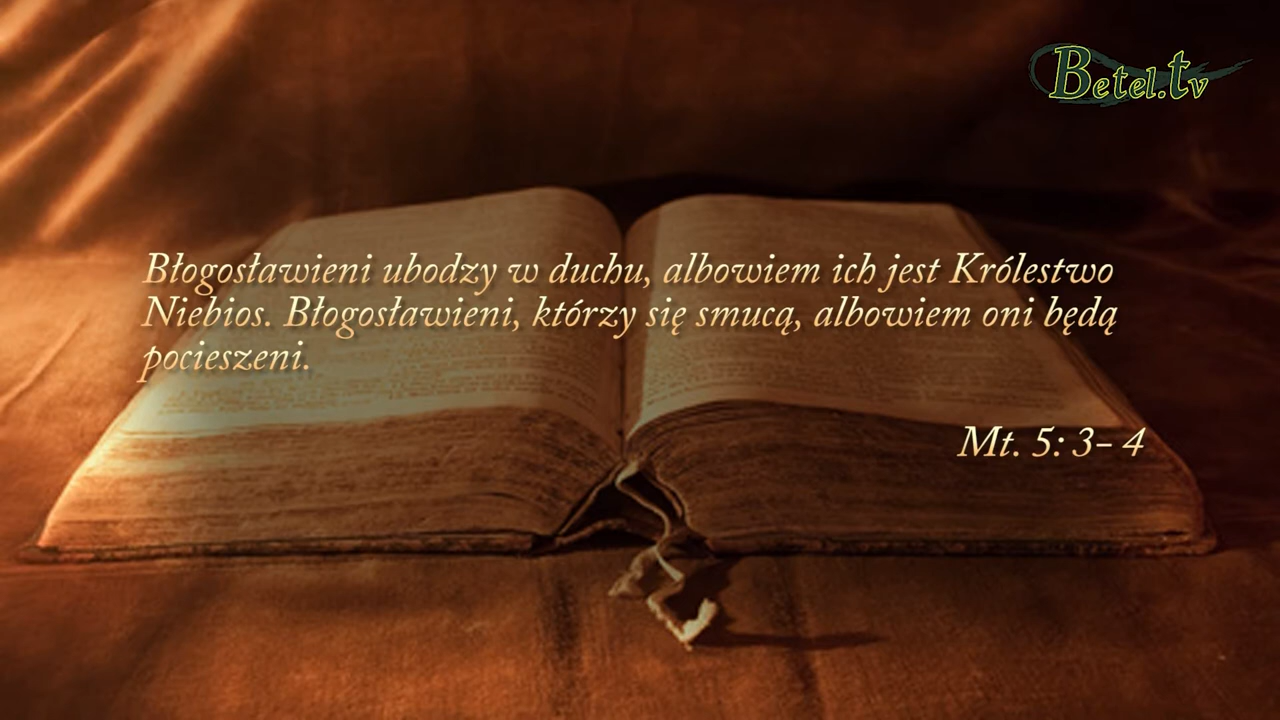 Betel.tv
Błogosławieni ubodzy w duchu, albowiem ich jest Królestwo
Niebios. Błogosławieni, którzy się smucą, albowiem oni będą
pocieszeni.
Mt. 5: 3- 4